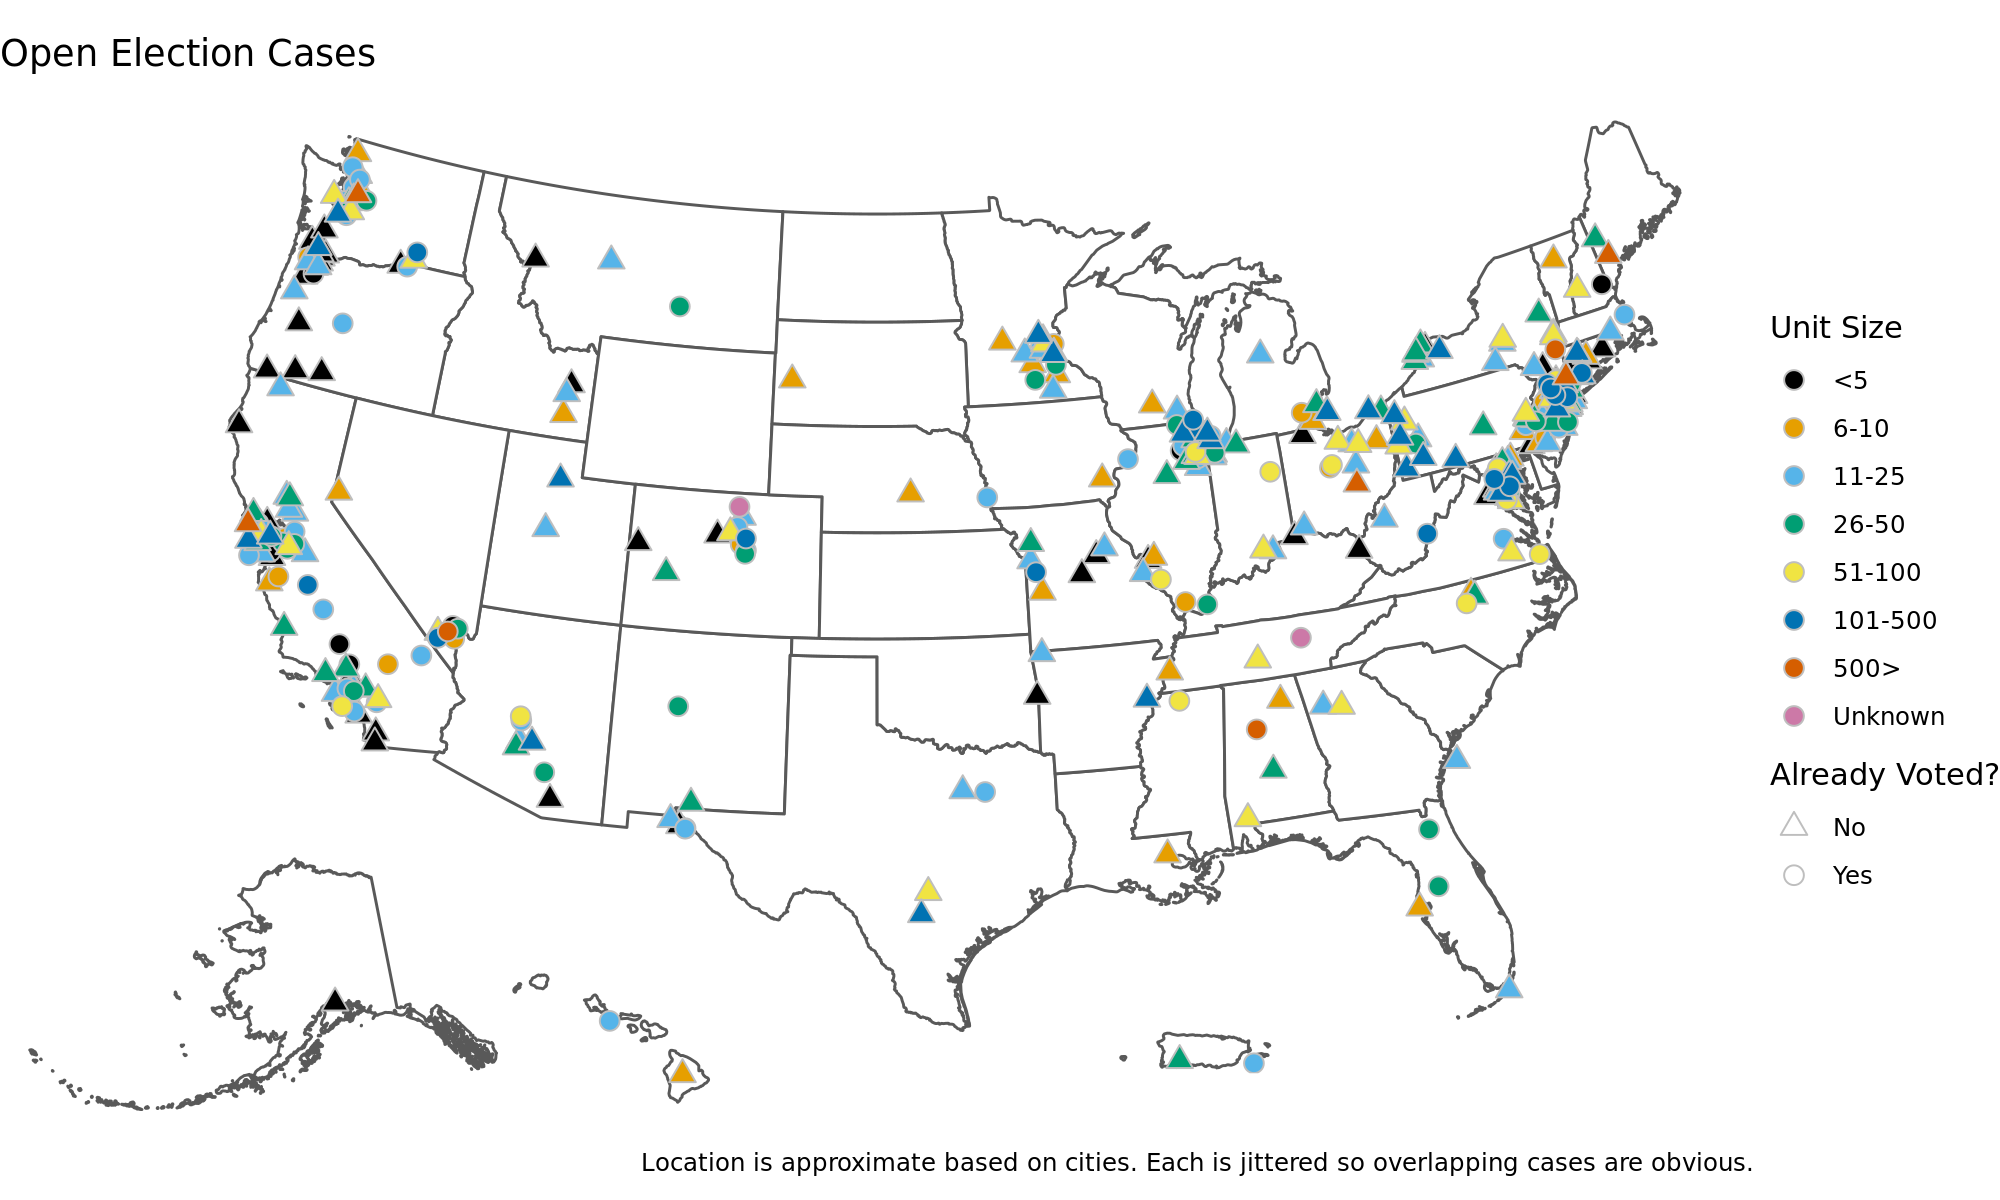 Open Election Cases
Unit Size
<5
6-10
11-25
26-50
51-100
101-500
500>
Unknown
Already Voted?
No
Yes
Location is approximate based on cities. Each is jittered so overlapping cases are obvious.